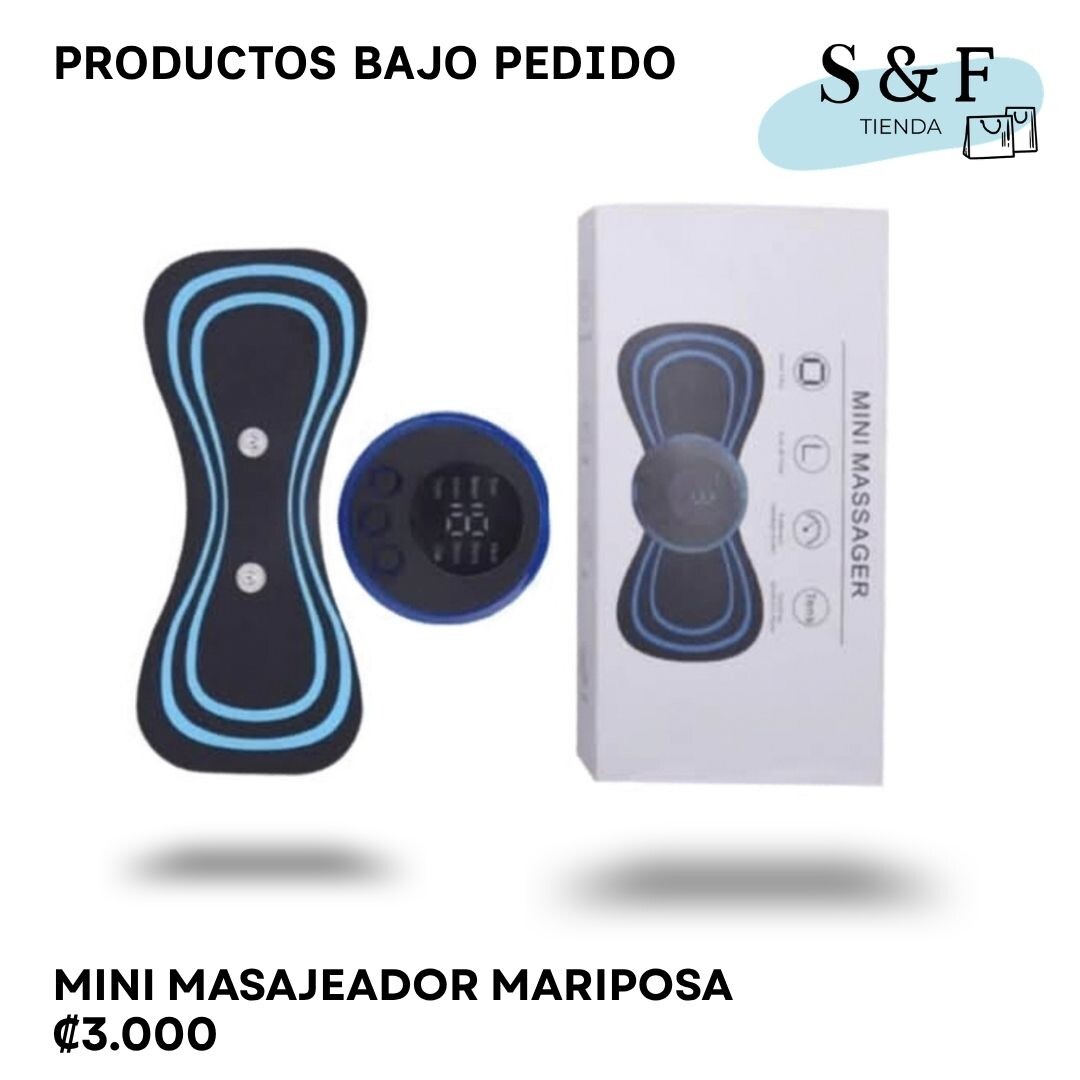 PRODUCTOS BAJO PEDIDO
S & F
TIENDA
MINI MASSAGER
MINI MASAJEADOR MARIPOSA
₡3.000